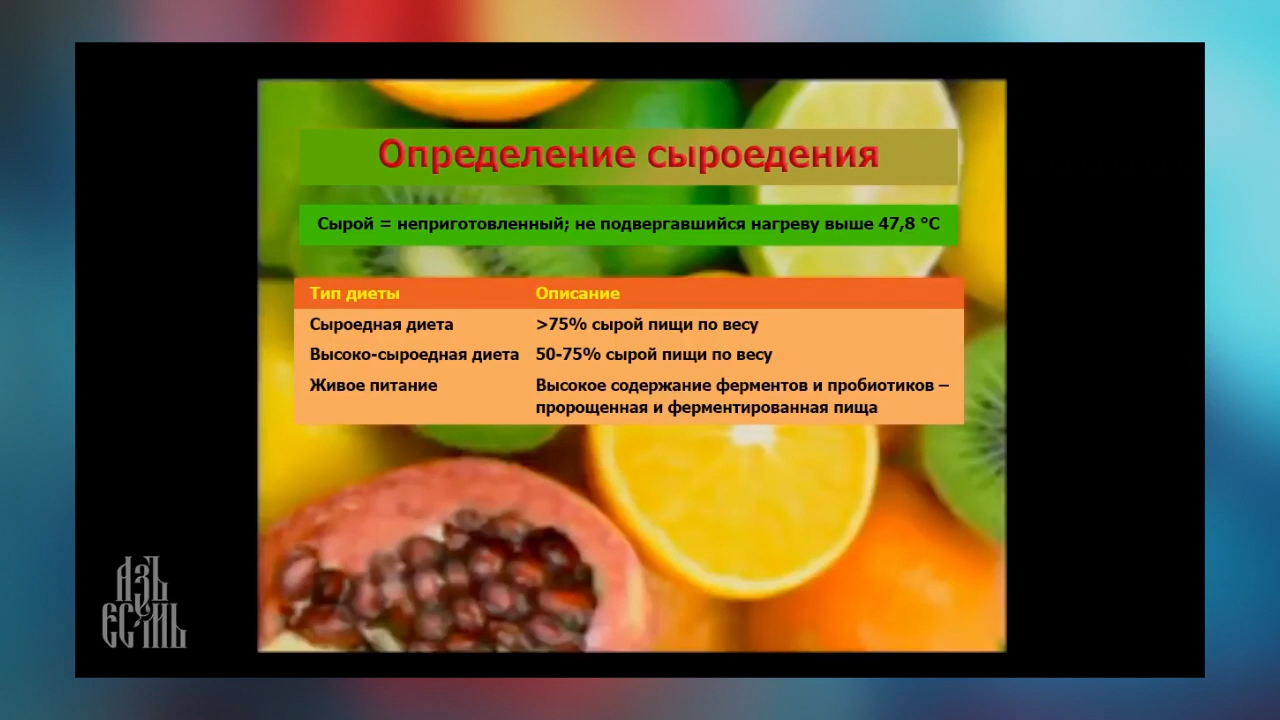 Определение сыроедения
Сырой = неприготовленный; не подвергавшийся нагреву выше 47,8 °C
Тип диеты Описание
Сыроедная диета >75% сырой пищи по весу
Высоко-сыроедная диета 50-75% сырой пищи по весу
Живое питание Высокое содержание ферментов и пробиотиков –
пророщенная и ферментированная пища
АЗЪ
ЕСМЬ